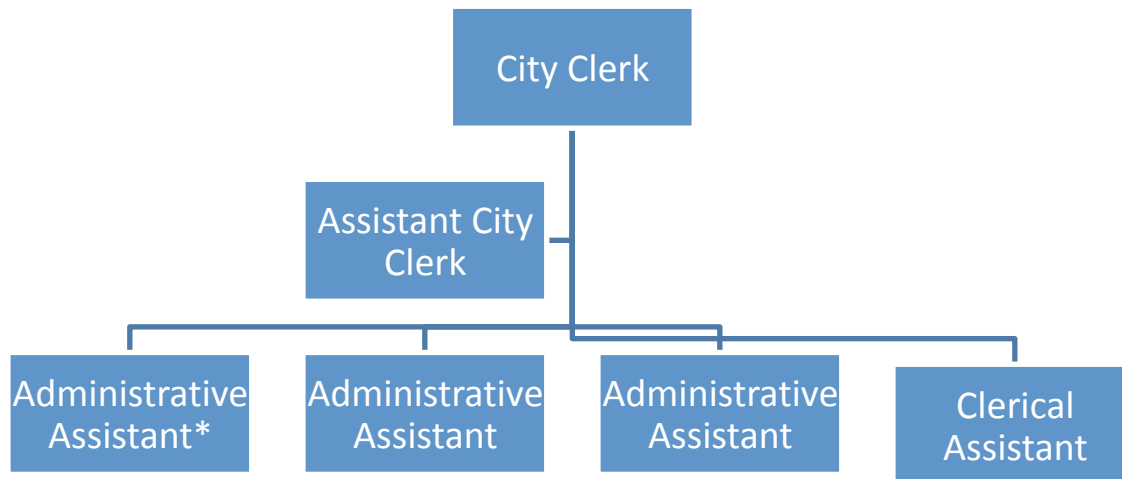 City Clerk
Assistant City
Clerk
Administrative
Assistant*
Administrative
Assistant
Administrative
Assistant
Clerical
Assistant